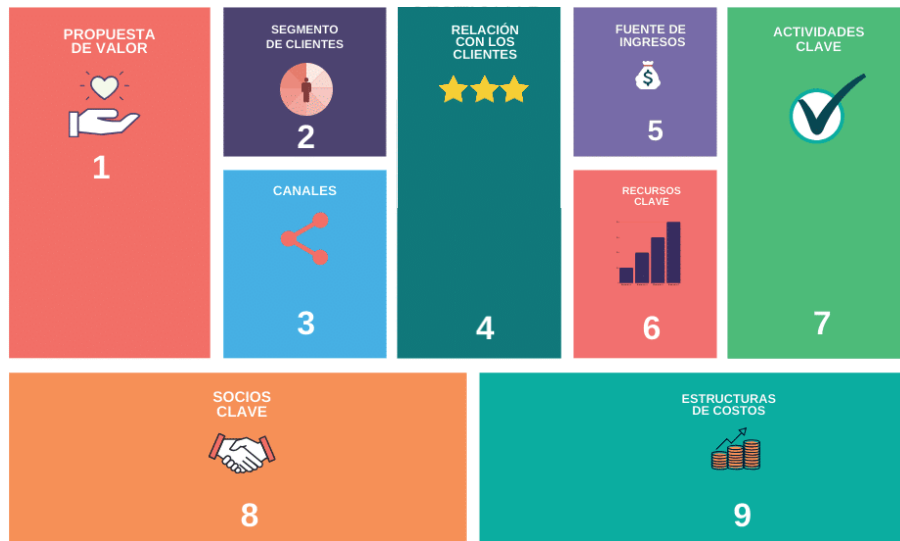 PROPUESTA
DE VALOR
1
SEGMENTO
DE CLIENTES
2
CANALES
3
RELACIÓN
CON LOS
CLIENTES
4
FUENTE DE
INGRESOS
$
5
RECURSOS
CLAVE
6
ACTIVIDADES
CLAVE
7
SOCIOS
CLAVE
8
ESTRUCTURAS
DE COSTOS
9